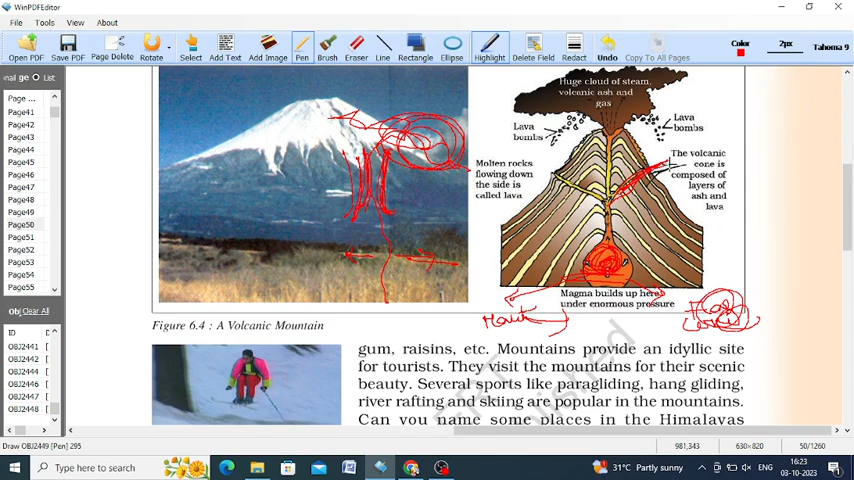 WinPDFEditor
File Tools View About
Open PDF Save PDF Page Delete Rotate Select Add Text Add Image Pen Brush Eraser Line Rectangle Ellipse Highlight Delete Field Redact Undo Copy To All Pages Color 2px Tahoma 9
nail ge List
Page ...
Page41
Page42
Page43
Page44
Page45
Page46
Page47
Page48
Page49
Page50
Page51
Page52
Page53
Page54
Page55
Obj Clear All
ID D
OBJ2441 [
OBJ2442 [
OBJ2444 [
OBJ2446 [
OBJ2447 [
OBJ2448 [
Huge cloud of steam,
volcanic ash and
gas
Lava
bombs
Lava
bombs
Molten rocks
flowing down
the side is
called lava
The volcanic
cone is
composed of
layers of
ash and
lava
Magma builds up here
under enormous pressure
Figure 6.4 : A Volcanic Mountain
gum, raisins, etc. Mountains provide an idyllic site
for tourists. They visit the mountains for their scenic
beauty. Several sports like paragliding, hang gliding,
river rafting and skiing are popular in the mountains.
Can you name some places in the Himalayas
Draw OBJ2449 [Pen] 295 981,343 630×820 50/1260
Type here to search 31°C Partly sunny ENG 16:23
03-10-2023